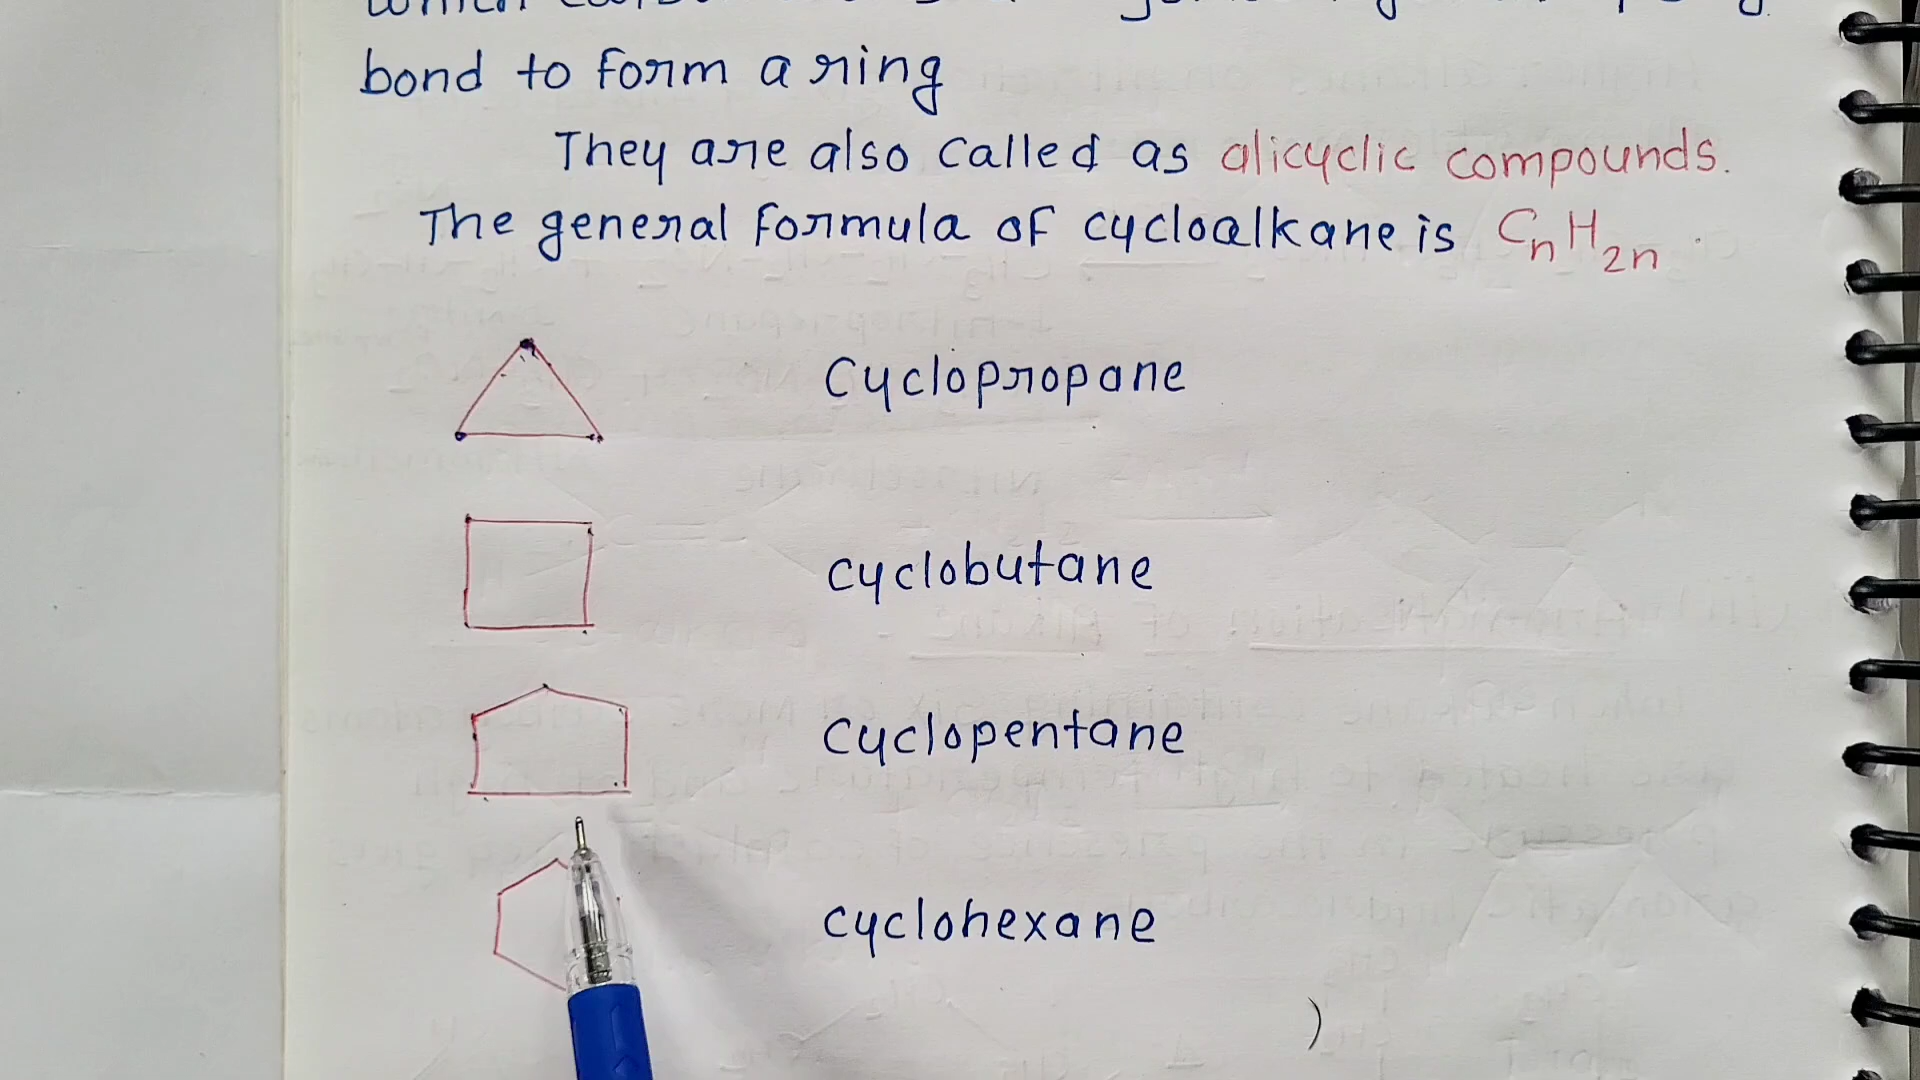 bond to form a ring
They are also called as alicyclic compounds.
The general formula of cycloalkane is CnH2n
Cyclopropane
cyclobutane
cyclopentane
cyclohexane
)